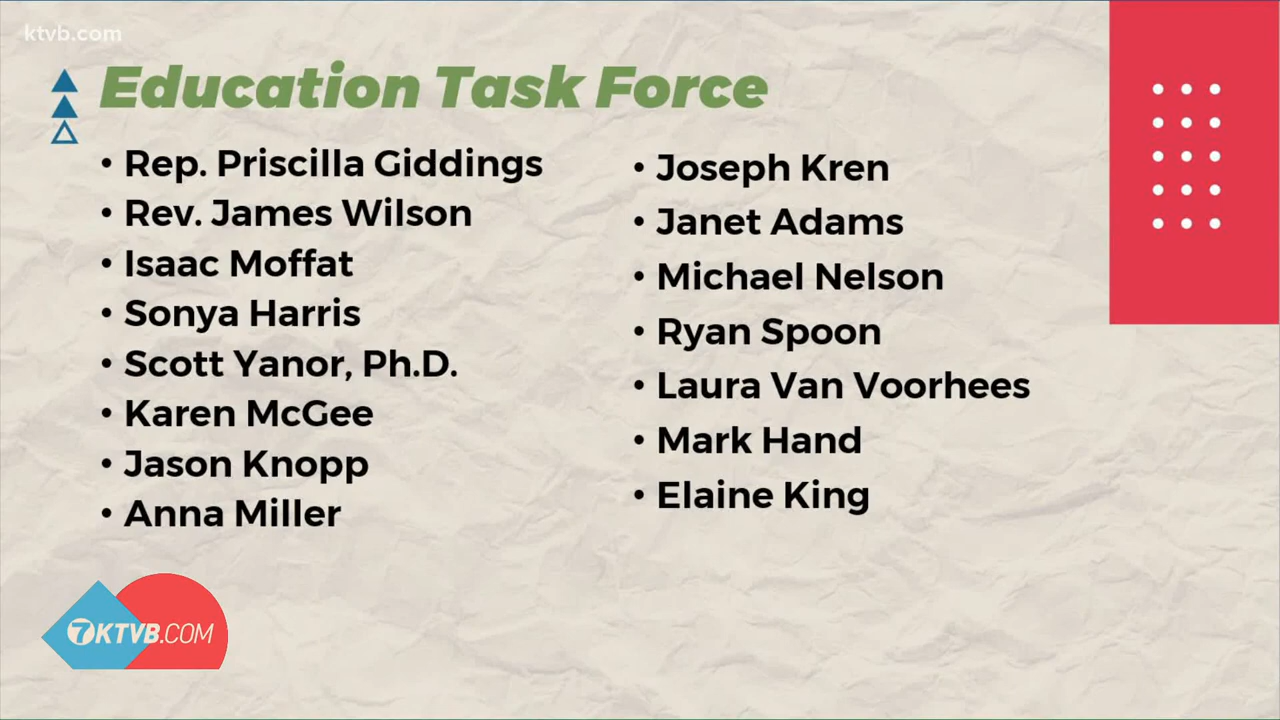 ktvb.com
Education Task Force
• Rep. Priscilla Giddings
• Rev. James Wilson
• Isaac Moffat
• Sonya Harris
• Scott Yanor, Ph.D.
• Karen McGee
• Jason Knopp
• Anna Miller
• Joseph Kren
• Janet Adams
• Michael Nelson
• Ryan Spoon
• Laura Van Voorhees
• Mark Hand
• Elaine King
7KTVB.COM